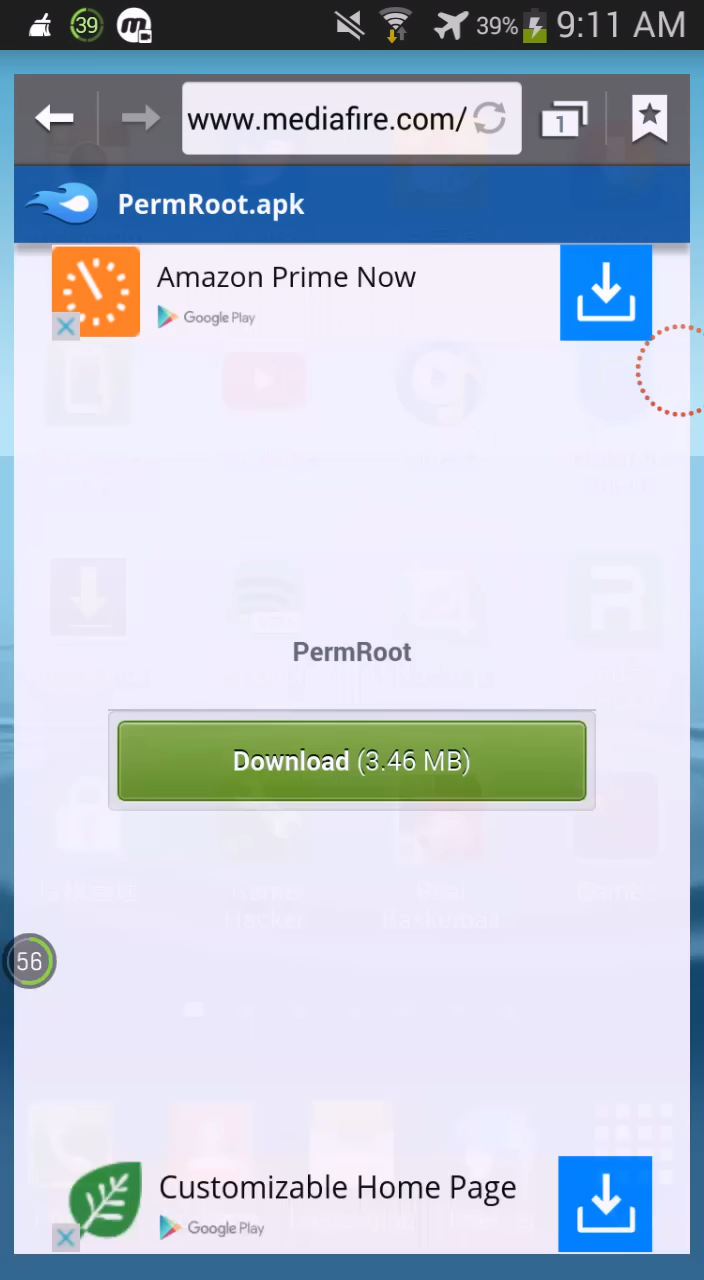 39
m
39%
9:11 AM
www.mediafire.com/
1
PermRoot.apk
Amazon Prime Now
Google Play
PermRoot
Download (3.46 MB)
Hacker
56
Customizable Home Page
Google Play